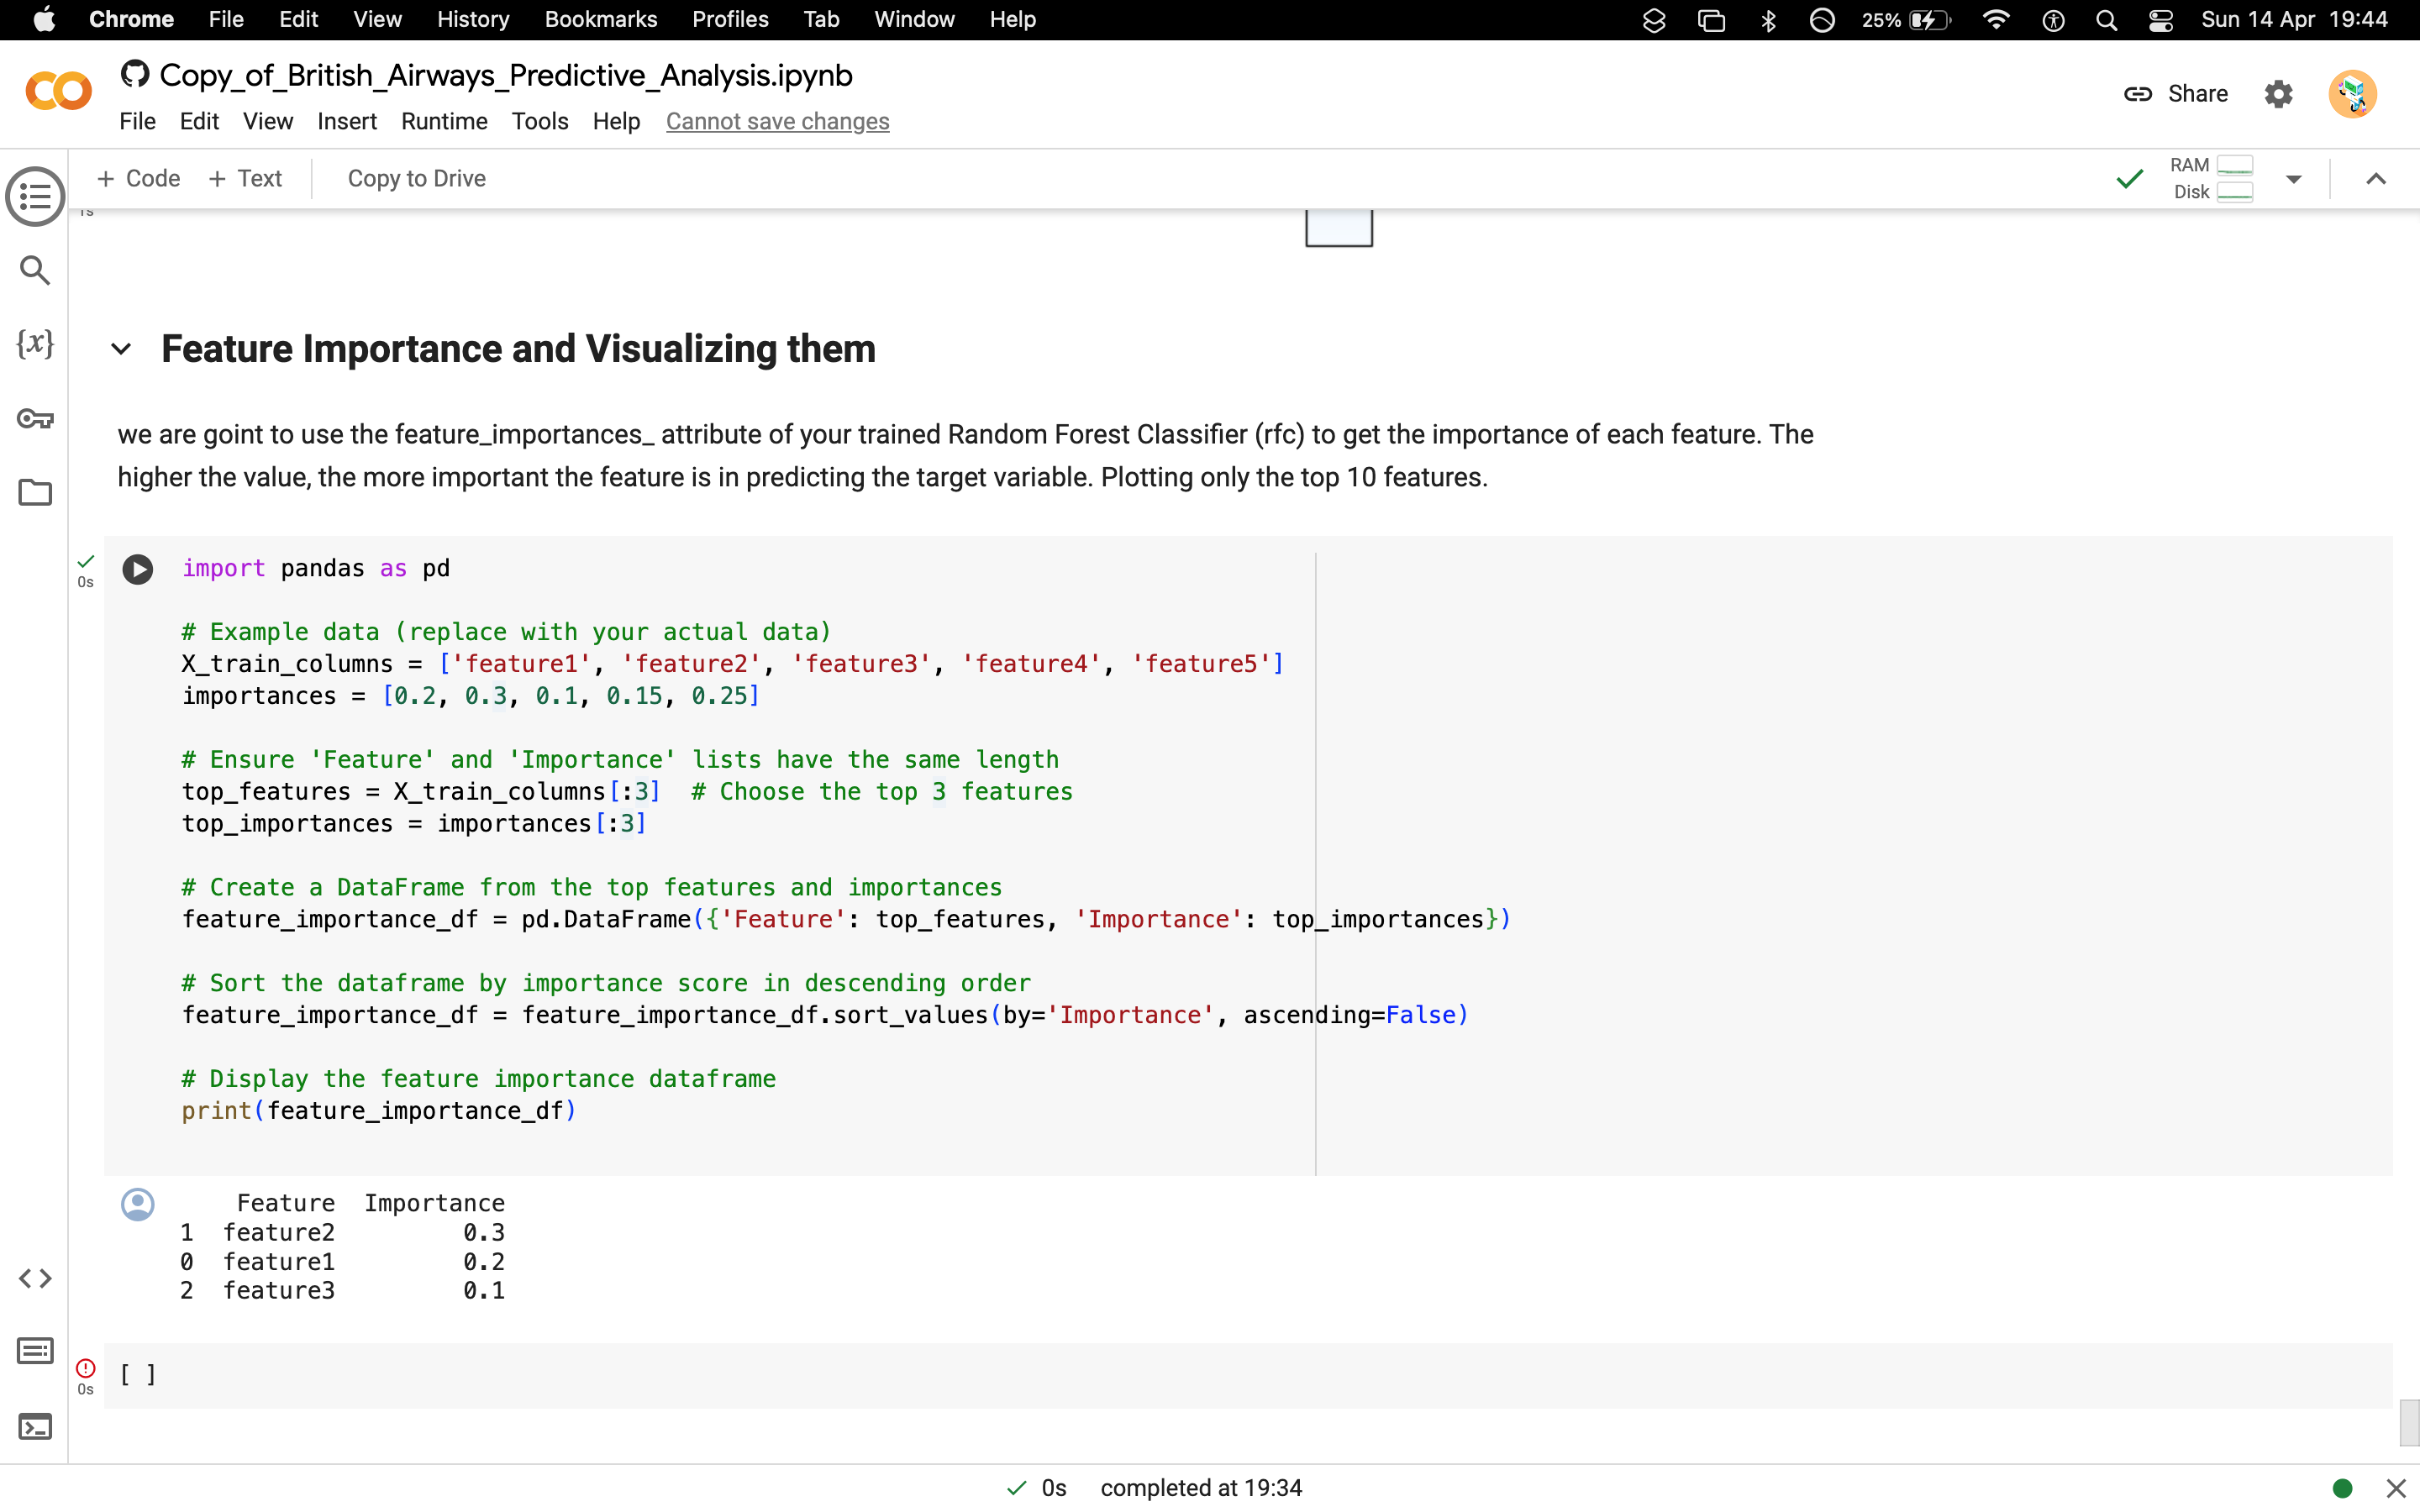 Chrome File Edit View History Bookmarks Profiles Tab Window Help 25% Sun 14 Apr 19:44
Copy_of_British_Airways_Predictive_Analysis.ipynb
File Edit View Insert Runtime Tools Help Cannot save changes
Share
+ Code + Text Copy to Drive
RAM
Disk
1s
{x}
Feature Importance and Visualizing them
we are goint to use the feature_importances_ attribute of your trained Random Forest Classifier (rfc) to get the importance of each feature. The
higher the value, the more important the feature is in predicting the target variable. Plotting only the top 10 features.
0s
import pandas as pd
# Example data (replace with your actual data)
X_train_columns = ['feature1', 'feature2', 'feature3', 'feature4', 'feature5']
importances = [0.2, 0.3, 0.1, 0.15, 0.25]
# Ensure 'Feature' and 'Importance' lists have the same length
top_features = X_train_columns[:3]  # Choose the top 3 features
top_importances = importances[:3]
# Create a DataFrame from the top features and importances
feature_importance_df = pd.DataFrame({'Feature': top_features, 'Importance': top_importances})
# Sort the dataframe by importance score in descending order
feature_importance_df = feature_importance_df.sort_values(by='Importance', ascending=False)
# Display the feature importance dataframe
print(feature_importance_df)
Feature Importance
1 feature2 0.3
0 feature1 0.2
2 feature3 0.1
0s
[ ]
0s completed at 19:34